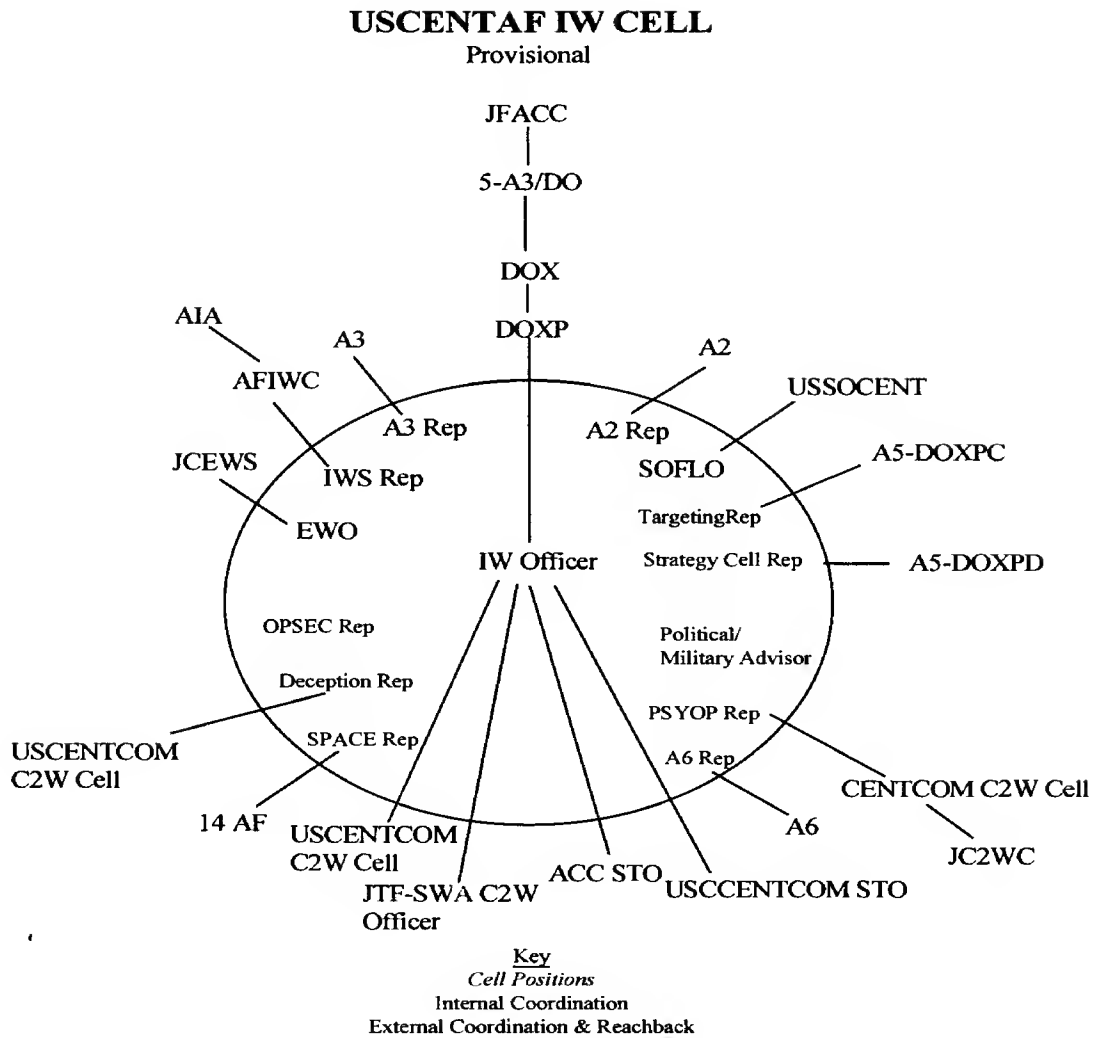 USCENTAF IW CELL
Provisional
JFACC
5-A3/DO
DOX
DOXP
AIA
A3
A2
AFIWC
USSOCENT
A3 Rep
A2 Rep
JCEWS
IWS Rep
SOFLO
A5-DOXPC
EWO
TargetingRep
IW Officer
Strategy Cell Rep
A5-DOXPD
OPSEC Rep
Political/
Military Advisor
Deception Rep
PSYOP Rep
USCENTCOM
C2W Cell
SPACE Rep
A6 Rep
CENTCOM C2W Cell
14 AF
USCENTCOM
C2W Cell
A6
JC2WC
ACC STO
JTF-SWA C2W
Officer
USCCENTCOM STO
Key
Cell Positions
Internal Coordination
External Coordination & Reachback